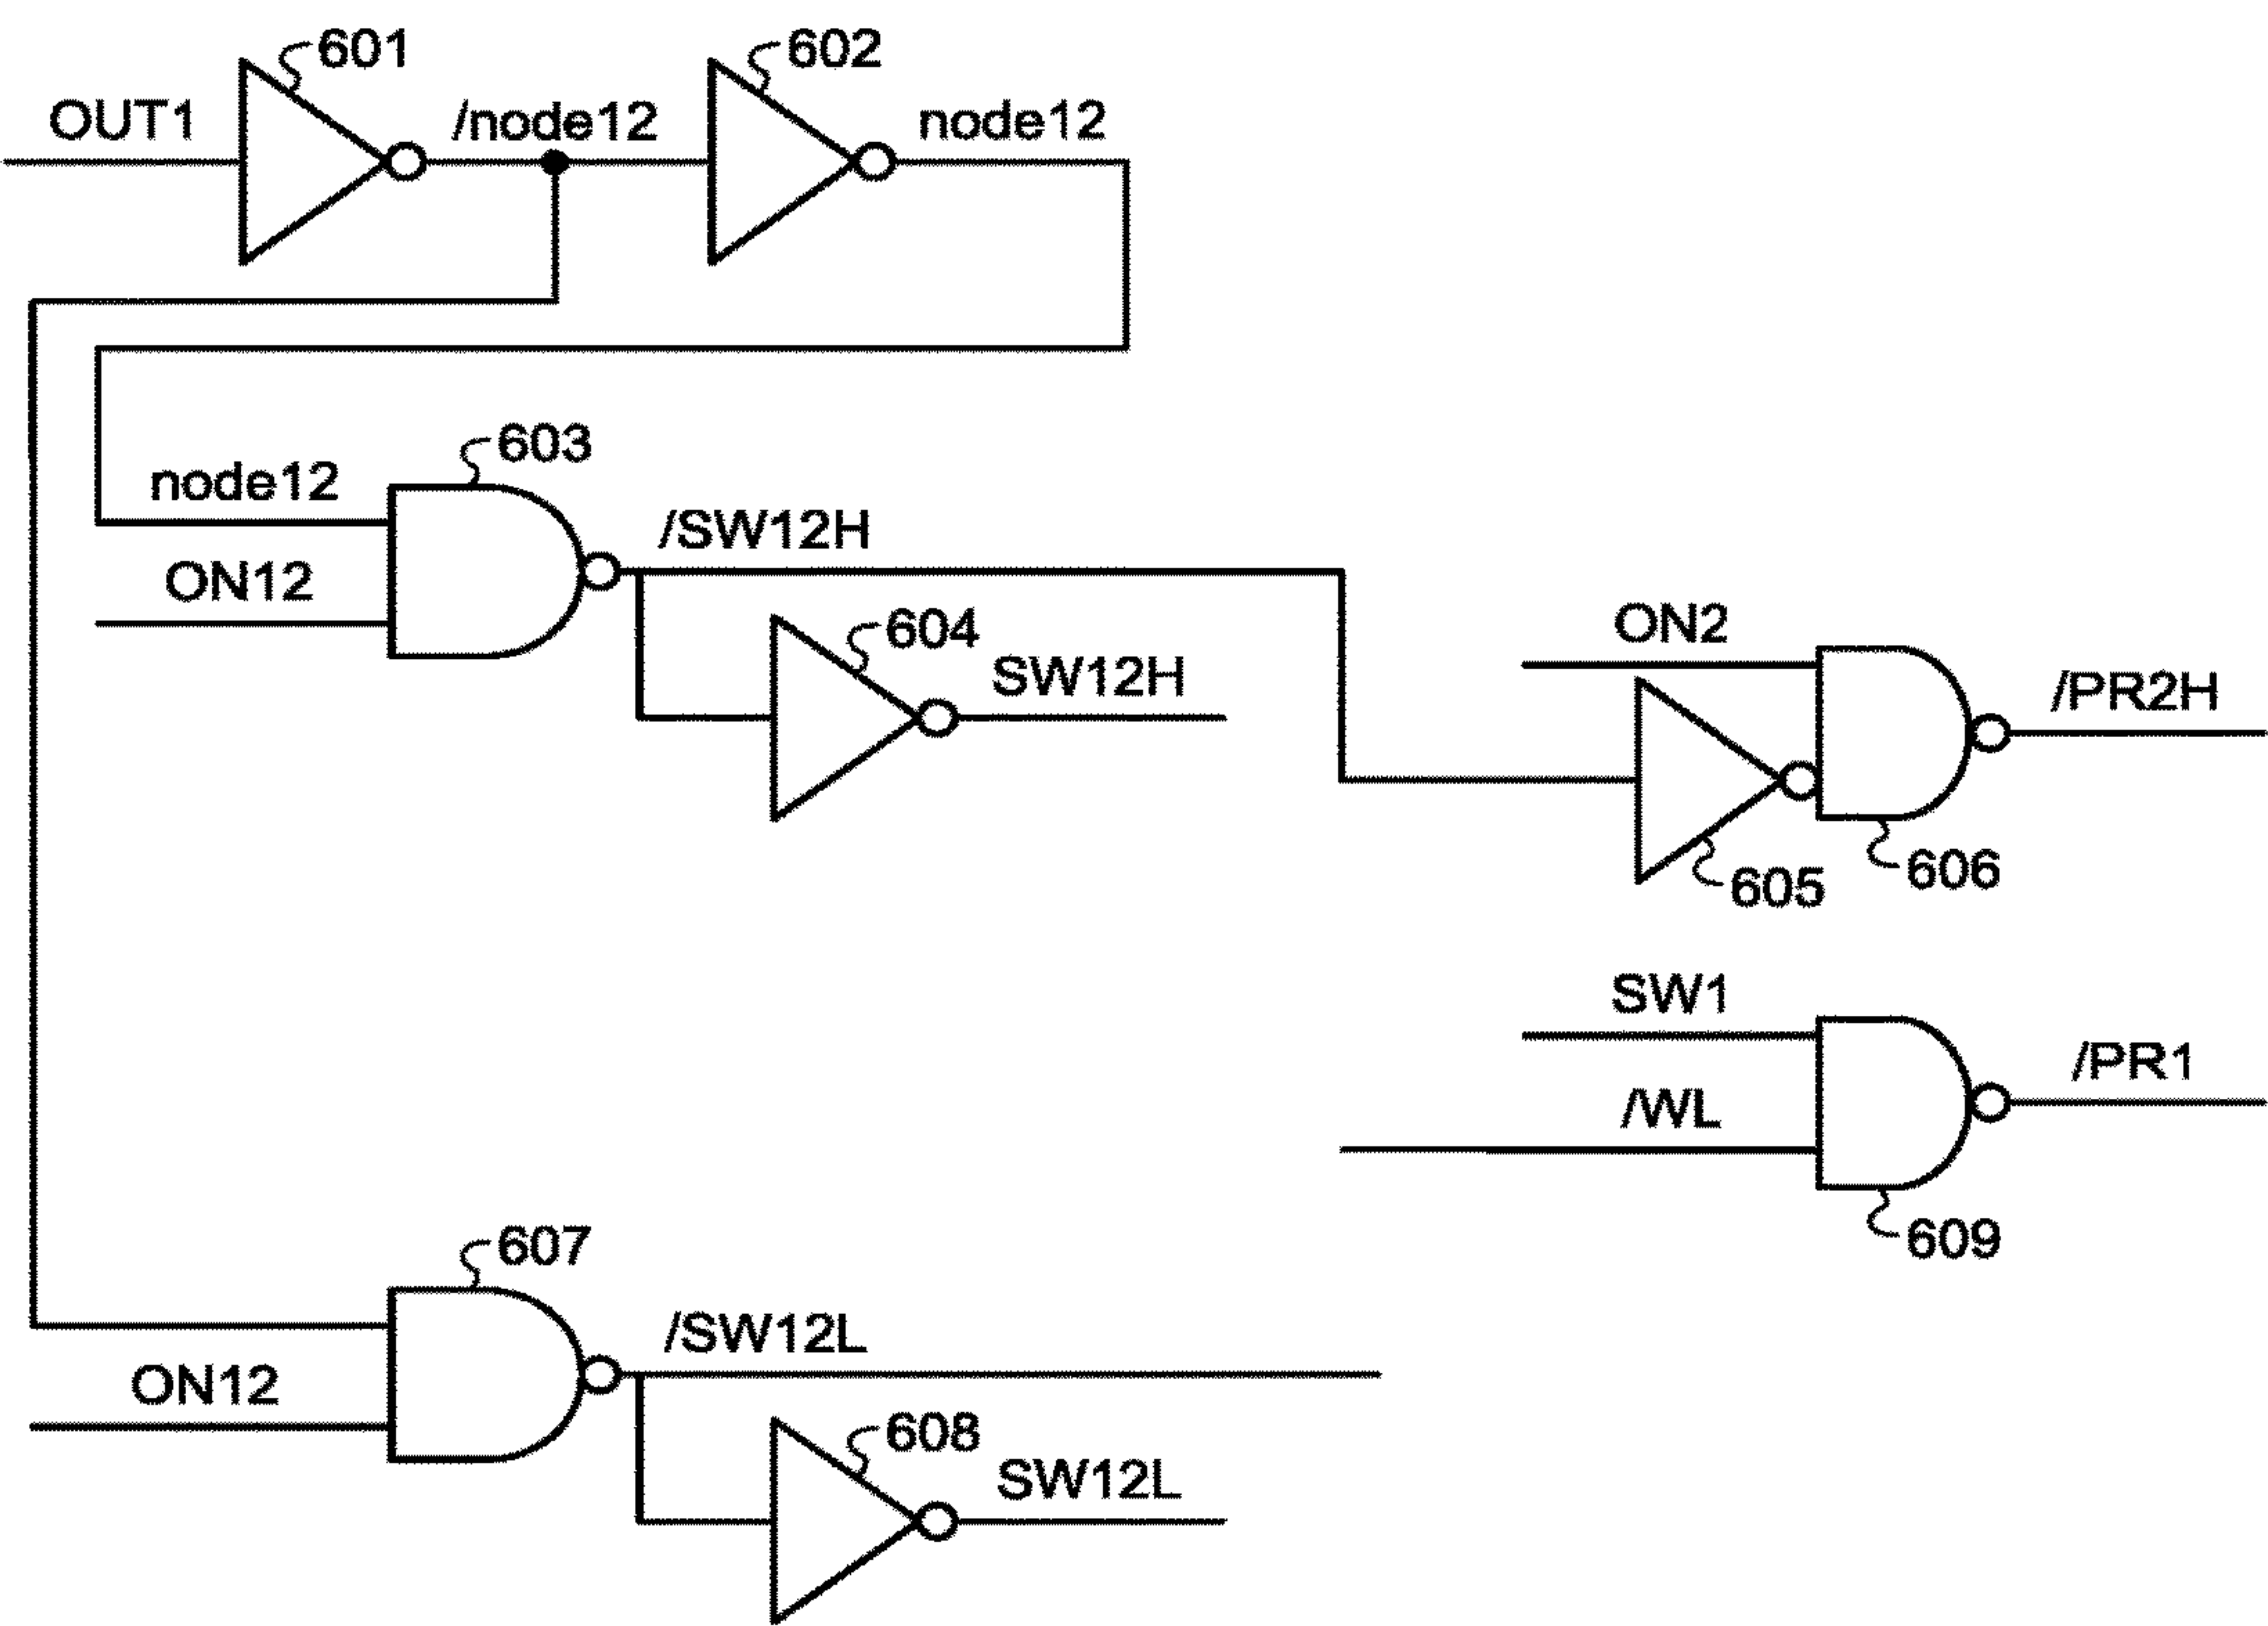 601
602
OUT1
/node12
node12
603
node12
/SW12H
ON12
604
ON2
SW12H
/PR2H
605
606
SW1
/PR1
/WL
609
607
/SW12L
ON12
608
SW12L